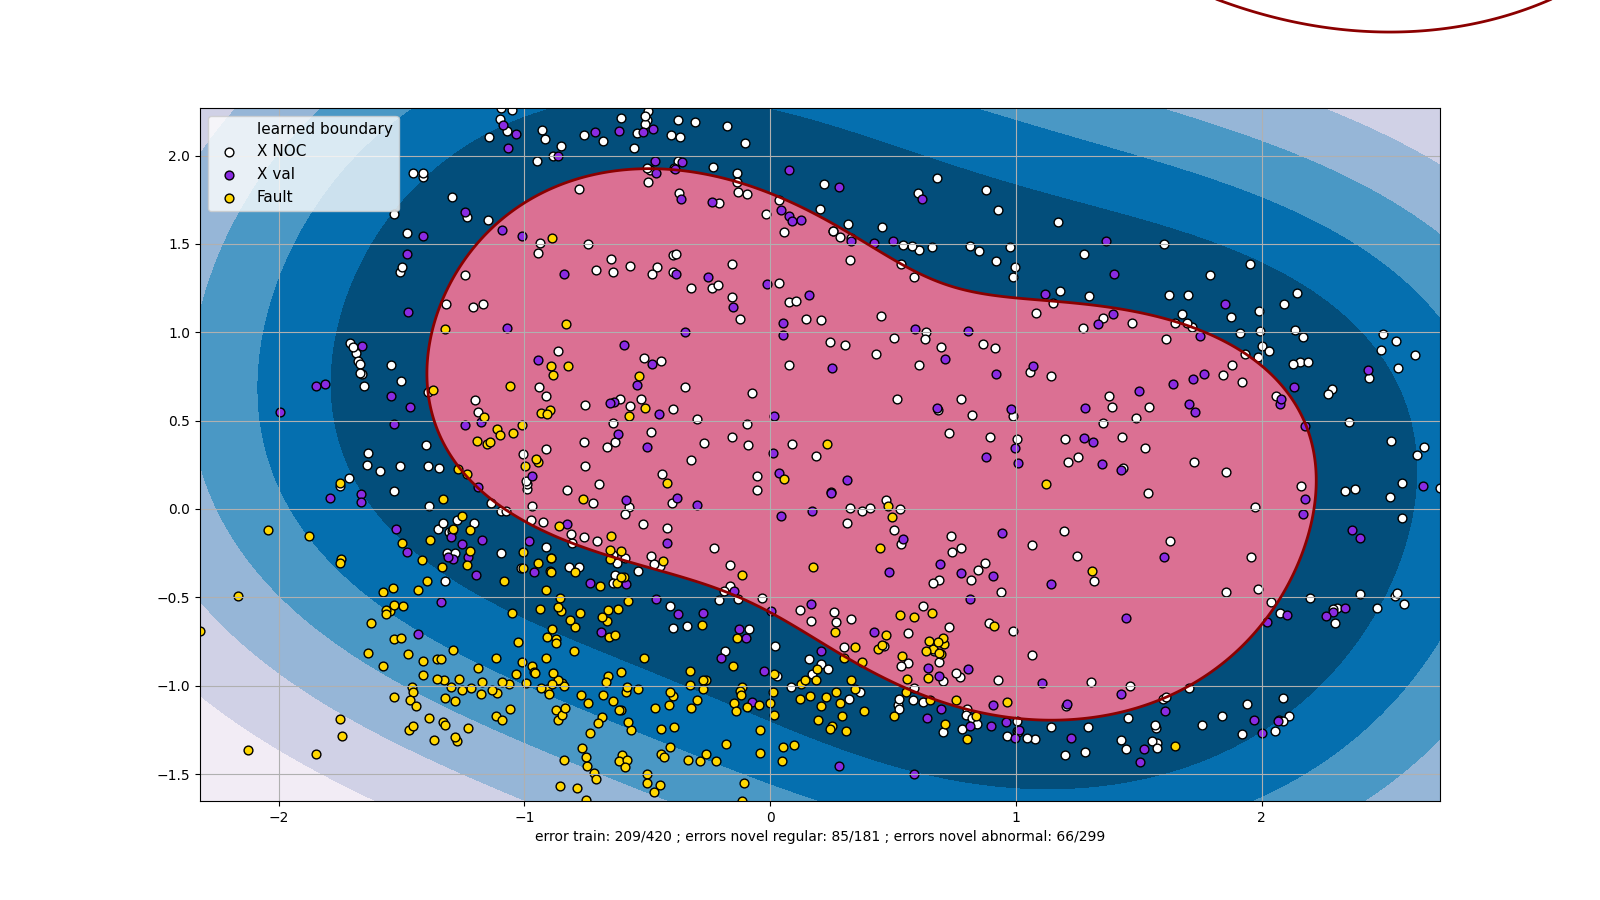 learned boundary
X NOC
X val
Fault
2.0
1.5
1.0
0.5
0.0
−0.5
−1.0
−1.5
−2
−1
0
1
2
error train: 209/420 ; errors novel regular: 85/181 ; errors novel abnormal: 66/299